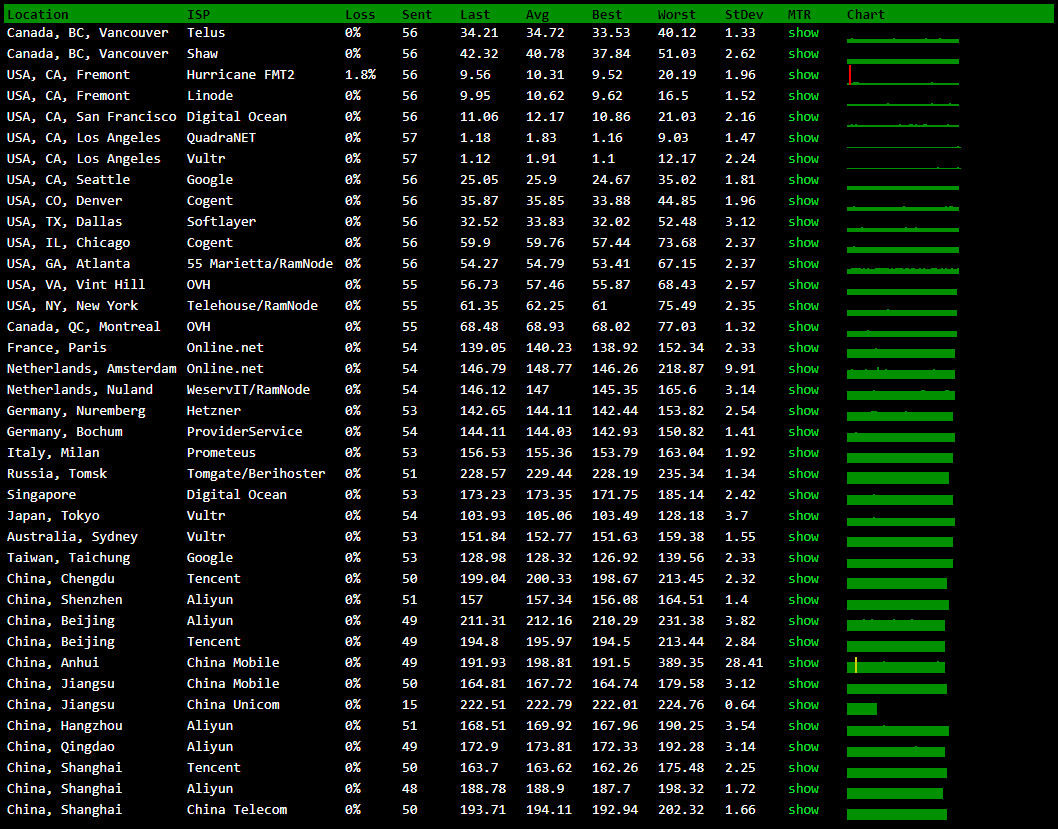 Location ISP Loss Sent Last Avg Best Worst StDev MTR Chart
Canada, BC, Vancouver Telus 0% 56 34.21 34.72 33.53 40.12 1.33 show
Canada, BC, Vancouver Shaw 0% 56 42.32 40.78 37.84 51.03 2.62 show
USA, CA, Fremont Hurricane FMT2 1.8% 56 9.56 10.31 9.52 20.19 1.96 show
USA, CA, Fremont Linode 0% 56 9.95 10.62 9.62 16.5 1.52 show
USA, CA, San Francisco Digital Ocean 0% 56 11.06 12.17 10.86 21.03 2.16 show
USA, CA, Los Angeles QuadraNET 0% 57 1.18 1.83 1.16 9.03 1.47 show
USA, CA, Los Angeles Vultr 0% 57 1.12 1.91 1.1 12.17 2.24 show
USA, CA, Seattle Google 0% 56 25.05 25.9 24.67 35.02 1.81 show
USA, CO, Denver Cogent 0% 56 35.87 35.85 33.88 44.85 1.96 show
USA, TX, Dallas Softlayer 0% 56 32.52 33.83 32.02 52.48 3.12 show
USA, IL, Chicago Cogent 0% 56 59.9 59.76 57.44 73.68 2.37 show
USA, GA, Atlanta 55 Marietta/RamNode 0% 56 54.27 54.79 53.41 67.15 2.37 show
USA, VA, Vint Hill OVH 0% 55 56.73 57.46 55.87 68.43 2.57 show
USA, NY, New York Telehouse/RamNode 0% 55 61.35 62.25 61 75.49 2.35 show
Canada, QC, Montreal OVH 0% 55 68.48 68.93 68.02 77.03 1.32 show
France, Paris Online.net 0% 54 139.05 140.23 138.92 152.34 2.33 show
Netherlands, Amsterdam Online.net 0% 54 146.79 148.77 146.26 218.87 9.91 show
Netherlands, Nuland WeservIT/RamNode 0% 54 146.12 147 145.35 165.6 3.14 show
Germany, Nuremberg Hetzner 0% 53 142.65 144.11 142.44 153.82 2.54 show
Germany, Bochum ProviderService 0% 54 144.11 144.03 142.93 150.82 1.41 show
Italy, Milan Prometeus 0% 53 156.53 155.36 153.79 163.04 1.92 show
Russia, Tomsk Tomgate/Berihoster 0% 51 228.57 229.44 228.19 235.34 1.34 show
Singapore Digital Ocean 0% 53 173.23 173.35 171.75 185.14 2.42 show
Japan, Tokyo Vultr 0% 54 103.93 105.06 103.49 128.18 3.7 show
Australia, Sydney Vultr 0% 53 151.84 152.77 151.63 159.38 1.55 show
Taiwan, Taichung Google 0% 53 128.98 128.32 126.92 139.56 2.33 show
China, Chengdu Tencent 0% 50 199.04 200.33 198.67 213.45 2.32 show
China, Shenzhen Aliyun 0% 51 157 157.34 156.08 164.51 1.4 show
China, Beijing Aliyun 0% 49 211.31 212.16 210.29 231.38 3.82 show
China, Beijing Tencent 0% 49 194.8 195.97 194.5 213.44 2.84 show
China, Anhui China Mobile 0% 49 191.93 198.81 191.5 389.35 28.41 show
China, Jiangsu China Mobile 0% 50 164.81 167.72 164.74 179.58 3.12 show
China, Jiangsu China Unicom 0% 15 222.51 222.79 222.01 224.76 0.64 show
China, Hangzhou Aliyun 0% 51 168.51 169.92 167.96 190.25 3.54 show
China, Qingdao Aliyun 0% 49 172.9 173.81 172.33 192.28 3.14 show
China, Shanghai Tencent 0% 50 163.7 163.62 162.26 175.48 2.25 show
China, Shanghai Aliyun 0% 48 188.78 188.9 187.7 198.32 1.72 show
China, Shanghai China Telecom 0% 50 193.71 194.11 192.94 202.32 1.66 show